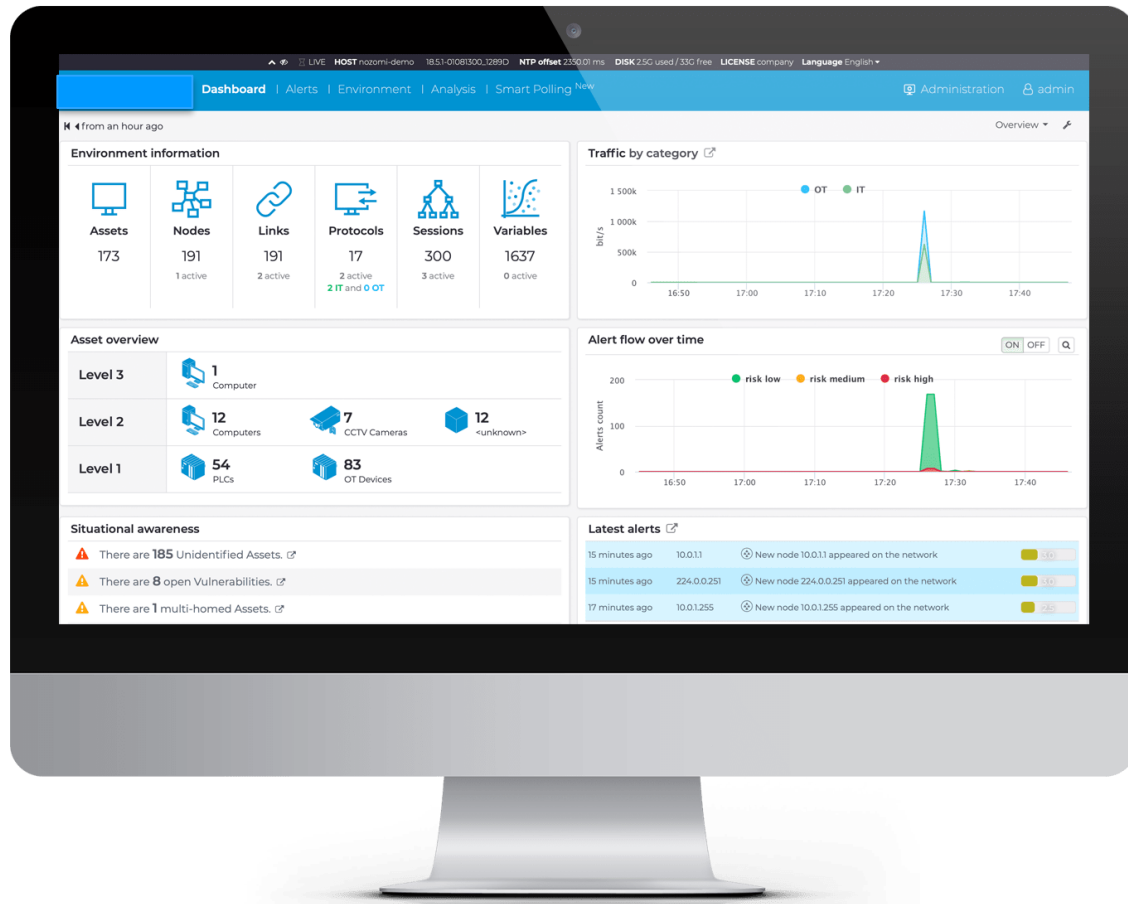 LIVE HOST nozomi-demo 18.5.1-01081300_1289D NTP offset 2350.01 ms DISK 2.5G used / 33G free LICENSE company Language English
Dashboard | Alerts | Environment | Analysis | Smart Polling New Administration admin
from an hour ago Overview
Environment information
Assets Nodes Links Protocols Sessions Variables
173 191 191 17 300 1637
1 active 2 active 2 active 3 active 0 active
2 IT and 0 OT
Traffic by category
OT IT
bit/s
1 500k
1 000k
500k
0
16:50 17:00 17:10 17:20 17:30 17:40
Asset overview
Level 3 1 Computer
Level 2 12 Computers 7 CCTV Cameras 12 <unknown>
Level 1 54 PLCs 83 OT Devices
Alert flow over time
ON OFF
risk low risk medium risk high
Alerts count
200
100
0
16:50 17:00 17:10 17:20 17:30 17:40
Situational awareness
There are 185 Unidentified Assets.
There are 8 open Vulnerabilities.
There are 1 multi-homed Assets.
Latest alerts
15 minutes ago 10.0.1.1 New node 10.0.1.1 appeared on the network
15 minutes ago 224.0.0.251 New node 224.0.0.251 appeared on the network
17 minutes ago 10.0.1.255 New node 10.0.1.255 appeared on the network